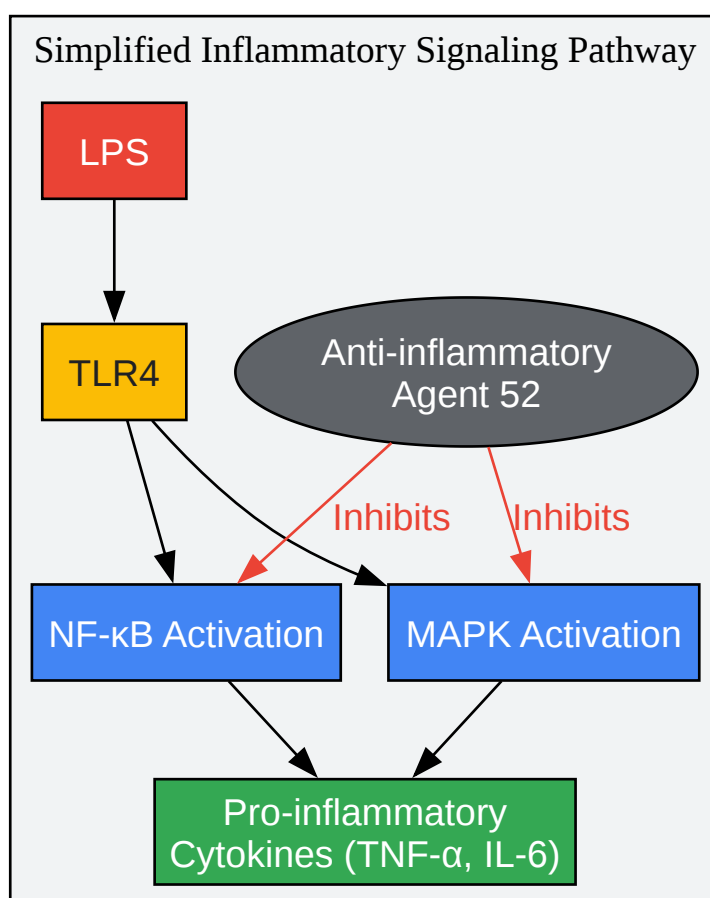 Simplified Inflammatory Signaling Pathway
LPS
TLR4
Anti-inflammatory
Agent 52
Inhibits
Inhibits
NF-κB Activation
MAPK Activation
Pro-inflammatory
Cytokines (TNF-α, IL-6)